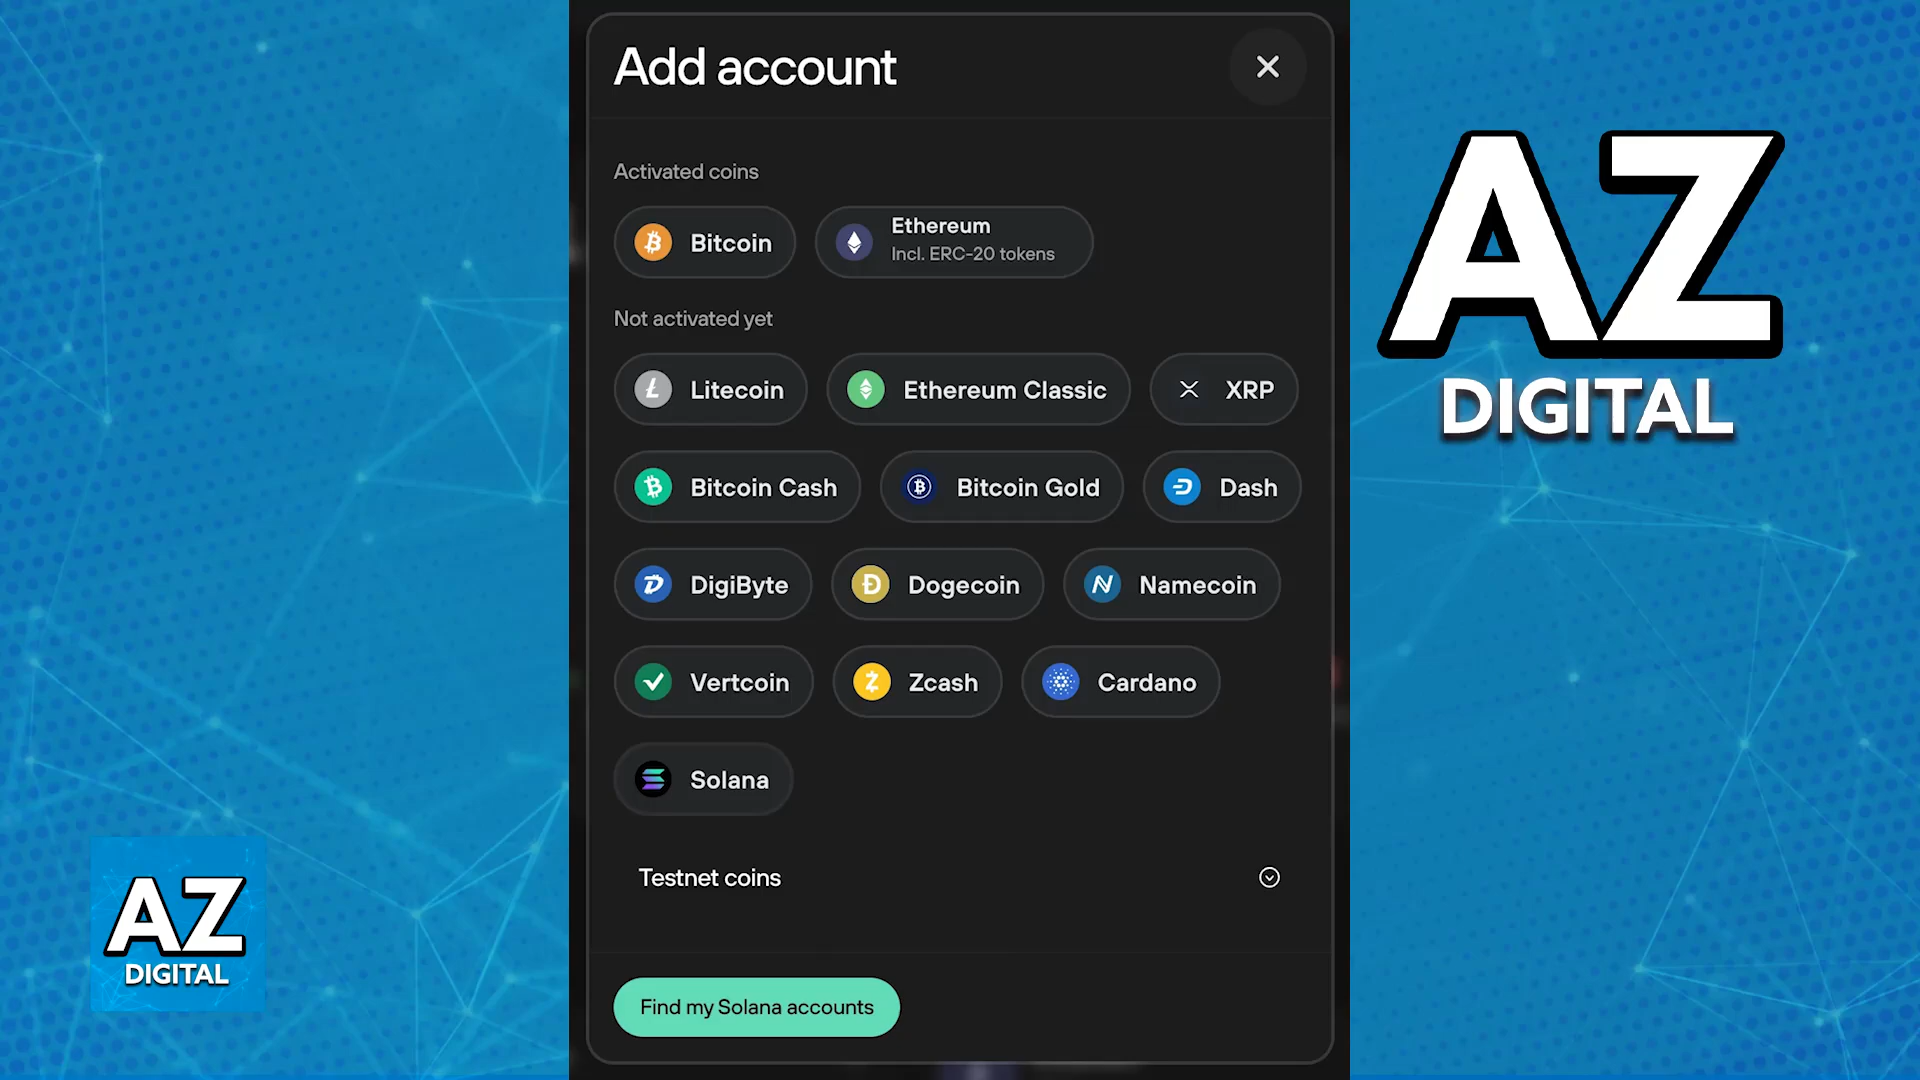 Add account
Activated coins
Bitcoin
Ethereum
Incl. ERC-20 tokens
Not activated yet
Litecoin
Ethereum Classic
XRP
Bitcoin Cash
Bitcoin Gold
Dash
DigiByte
Dogecoin
Namecoin
Vertcoin
Zcash
Cardano
Solana
Testnet coins
Find my Solana accounts
AZ
DIGITAL
AZ
DIGITAL